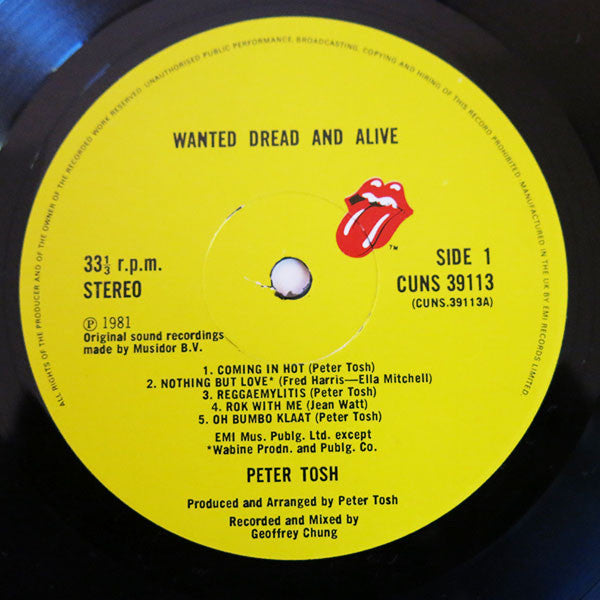 ALL RIGHTS OF THE PRODUCER AND OF THE OWNER OF THE RECORDED WORK RESERVED. UNAUTHORISED PUBLIC PERFORMANCE, BROADCASTING, COPYING AND HIRING OF THIS RECORD PROHIBITED. MANUFACTURED IN THE UK BY EMI RECORDS LIMITED
WANTED DREAD AND ALIVE
TM
33⅓ r.p.m.
STEREO
SIDE 1
CUNS 39113
(CUNS.39113A)
℗ 1981
Original sound recordings
made by Musidor B.V.
1. COMING IN HOT (Peter Tosh)
2. NOTHING BUT LOVE* (Fred Harris—Ella Mitchell)
3. REGGAEMYLITIS (Peter Tosh)
4. ROK WITH ME (Jean Watt)
5. OH BUMBO KLAAT (Peter Tosh)
EMI Mus. Publg. Ltd. except
*Wabine Prodn. and Publg. Co.
PETER TOSH
Produced and Arranged by Peter Tosh
Recorded and Mixed by
Geoffrey Chung